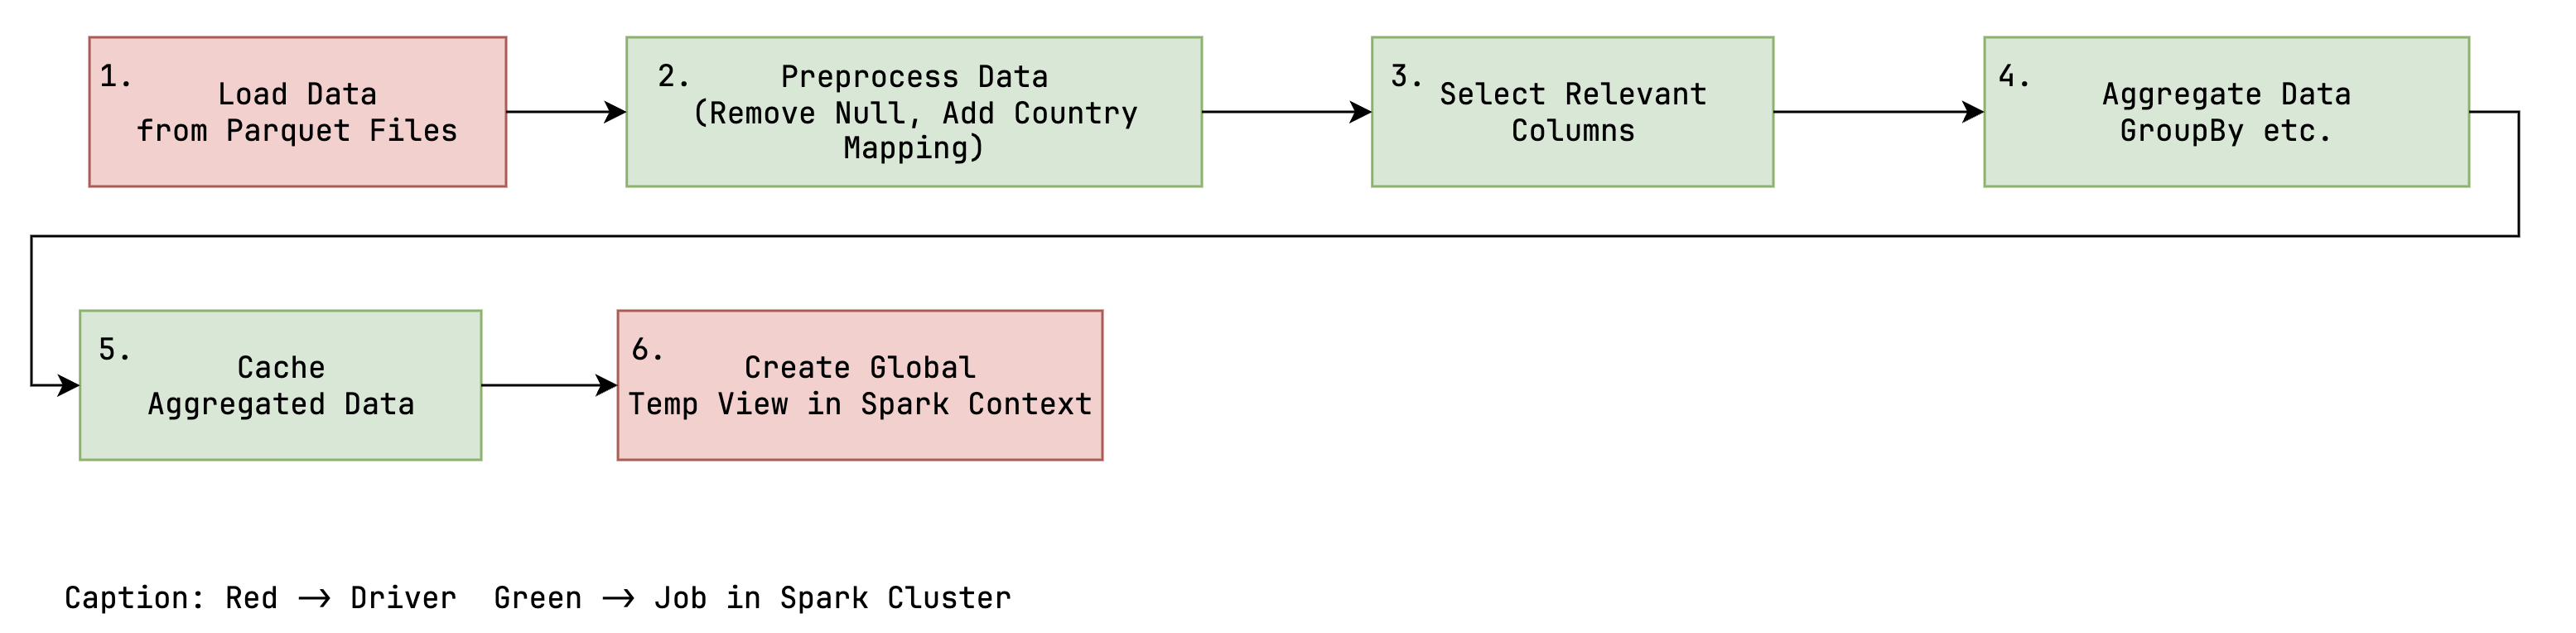 1.
Load Data
from Parquet Files
2.
Preprocess Data
(Remove Null, Add Country
Mapping)
3.
Select Relevant
Columns
4.
Aggregate Data
GroupBy etc.
5.
Cache
Aggregated Data
6.
Create Global
Temp View in Spark Context
Caption: Red → Driver  Green → Job in Spark Cluster